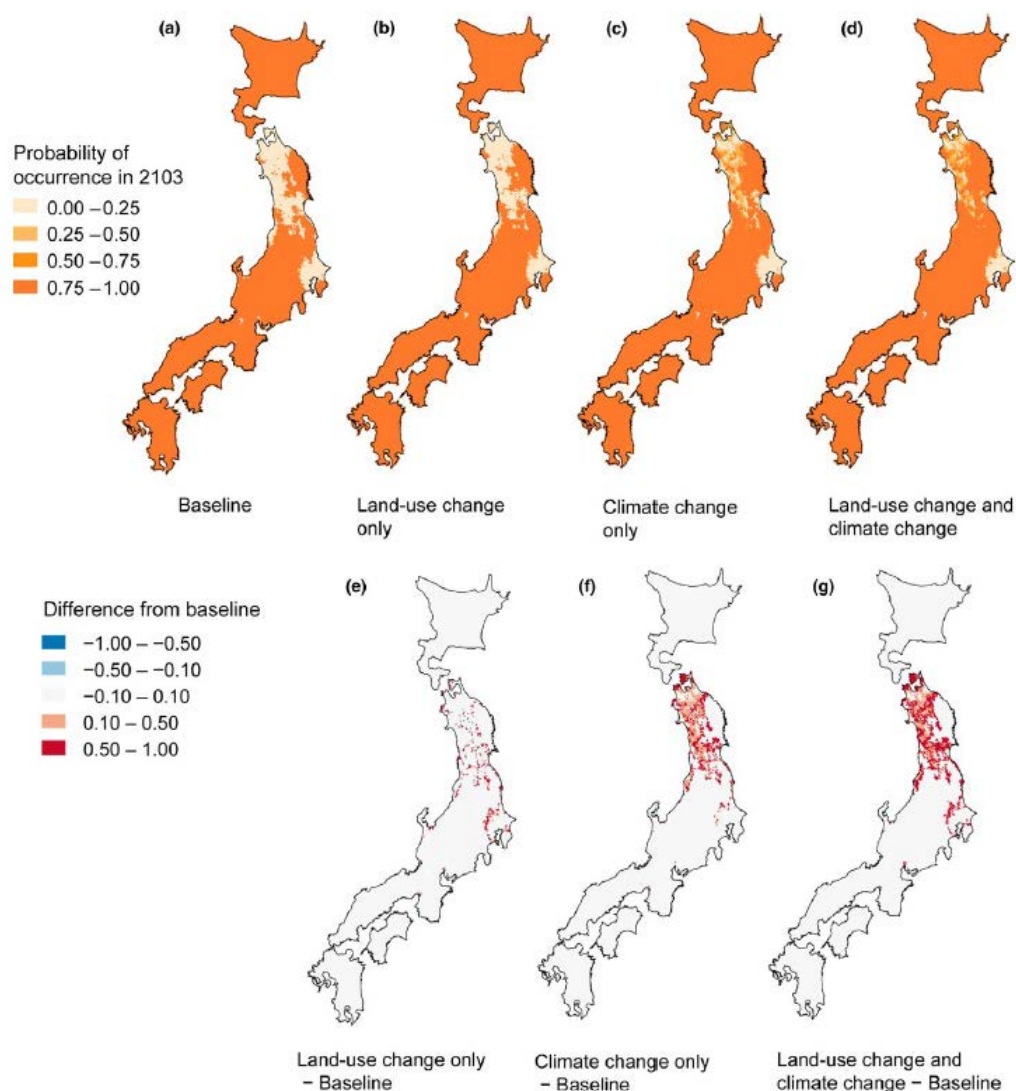 (a)
(b)
(c)
(d)
Probability of
occurrence in 2103
0.00 – 0.25
0.25 – 0.50
0.50 – 0.75
0.75 – 1.00
Baseline
Land-use change
only
Climate change
only
Land-use change and
climate change
Difference from baseline
−1.00 – −0.50
−0.50 – −0.10
−0.10 – 0.10
0.10 – 0.50
0.50 – 1.00
(e)
(f)
(g)
Land-use change only
− Baseline
Climate change only
− Baseline
Land-use change and
climate change − Baseline